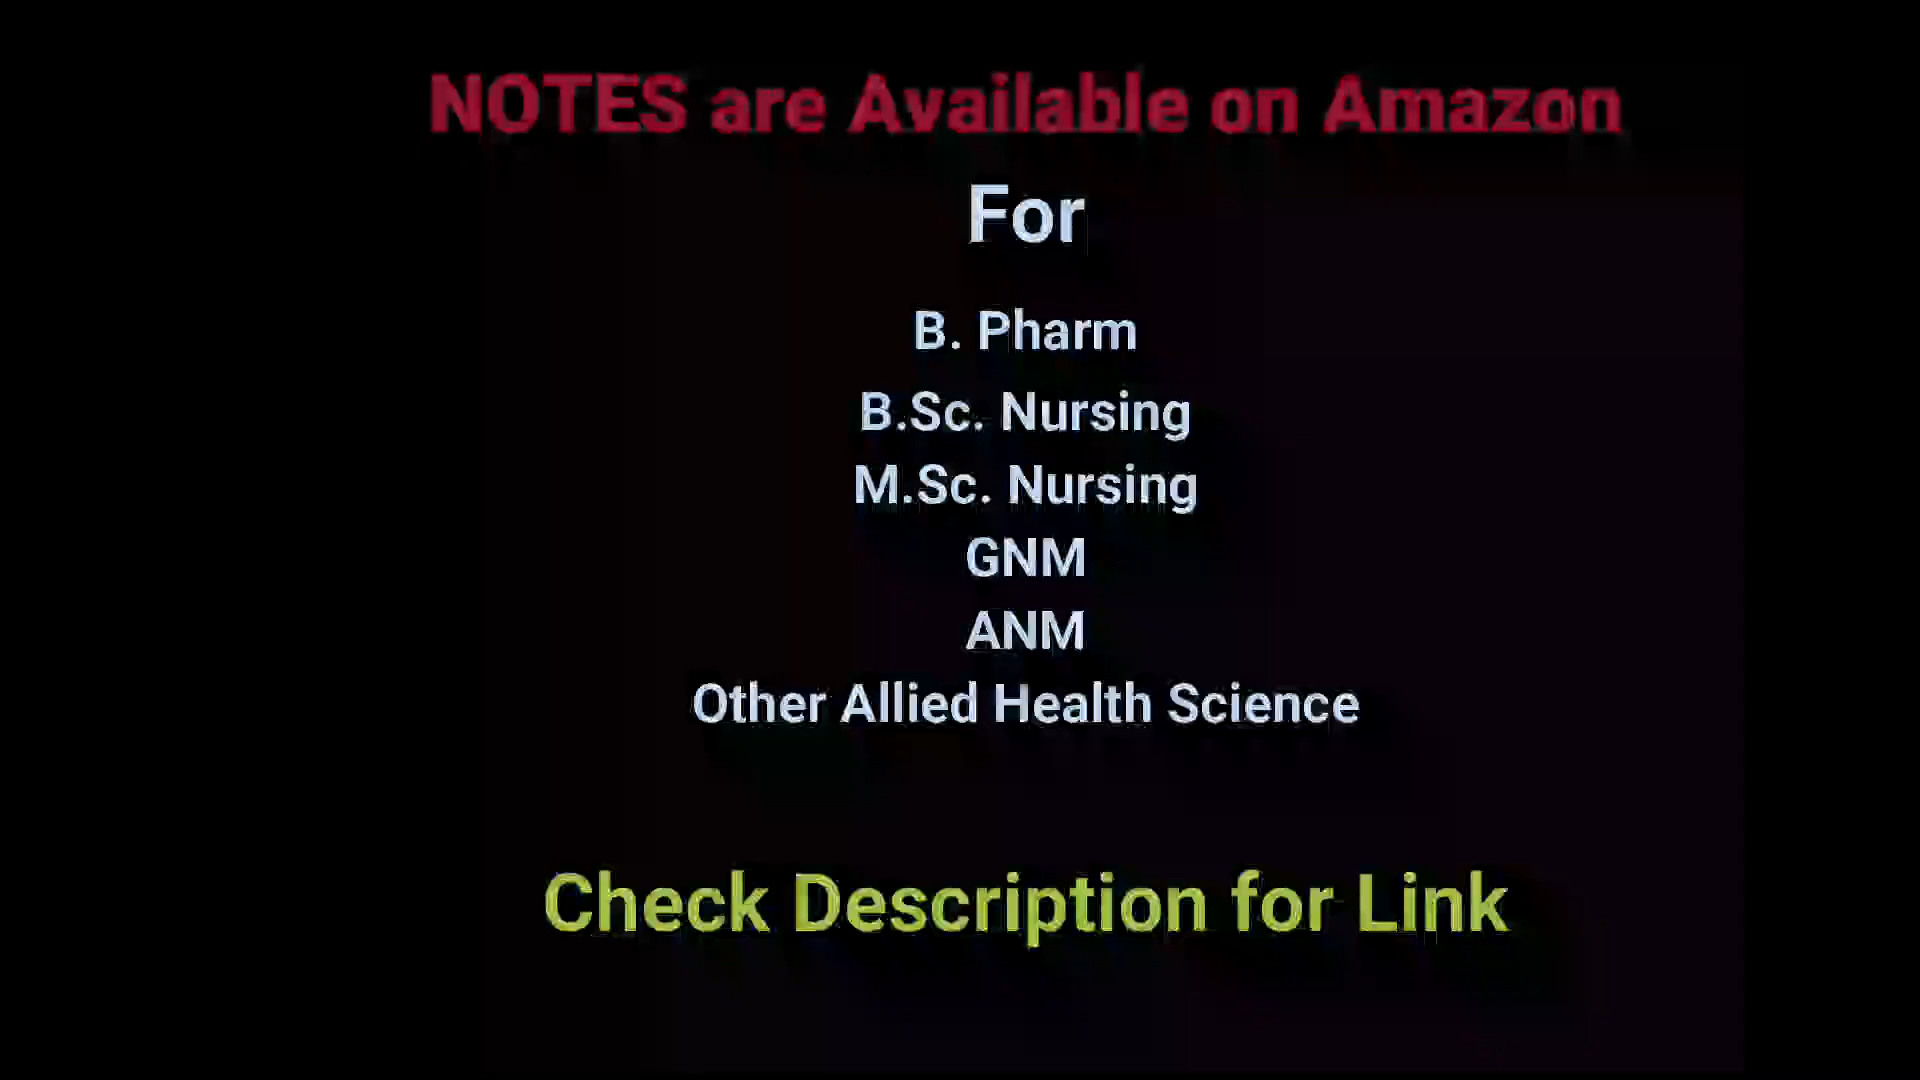 NOTES are Available on Amazon
For
B. Pharm
B.Sc. Nursing
M.Sc. Nursing
GNM
ANM
Other Allied Health Science
Check Description for Link